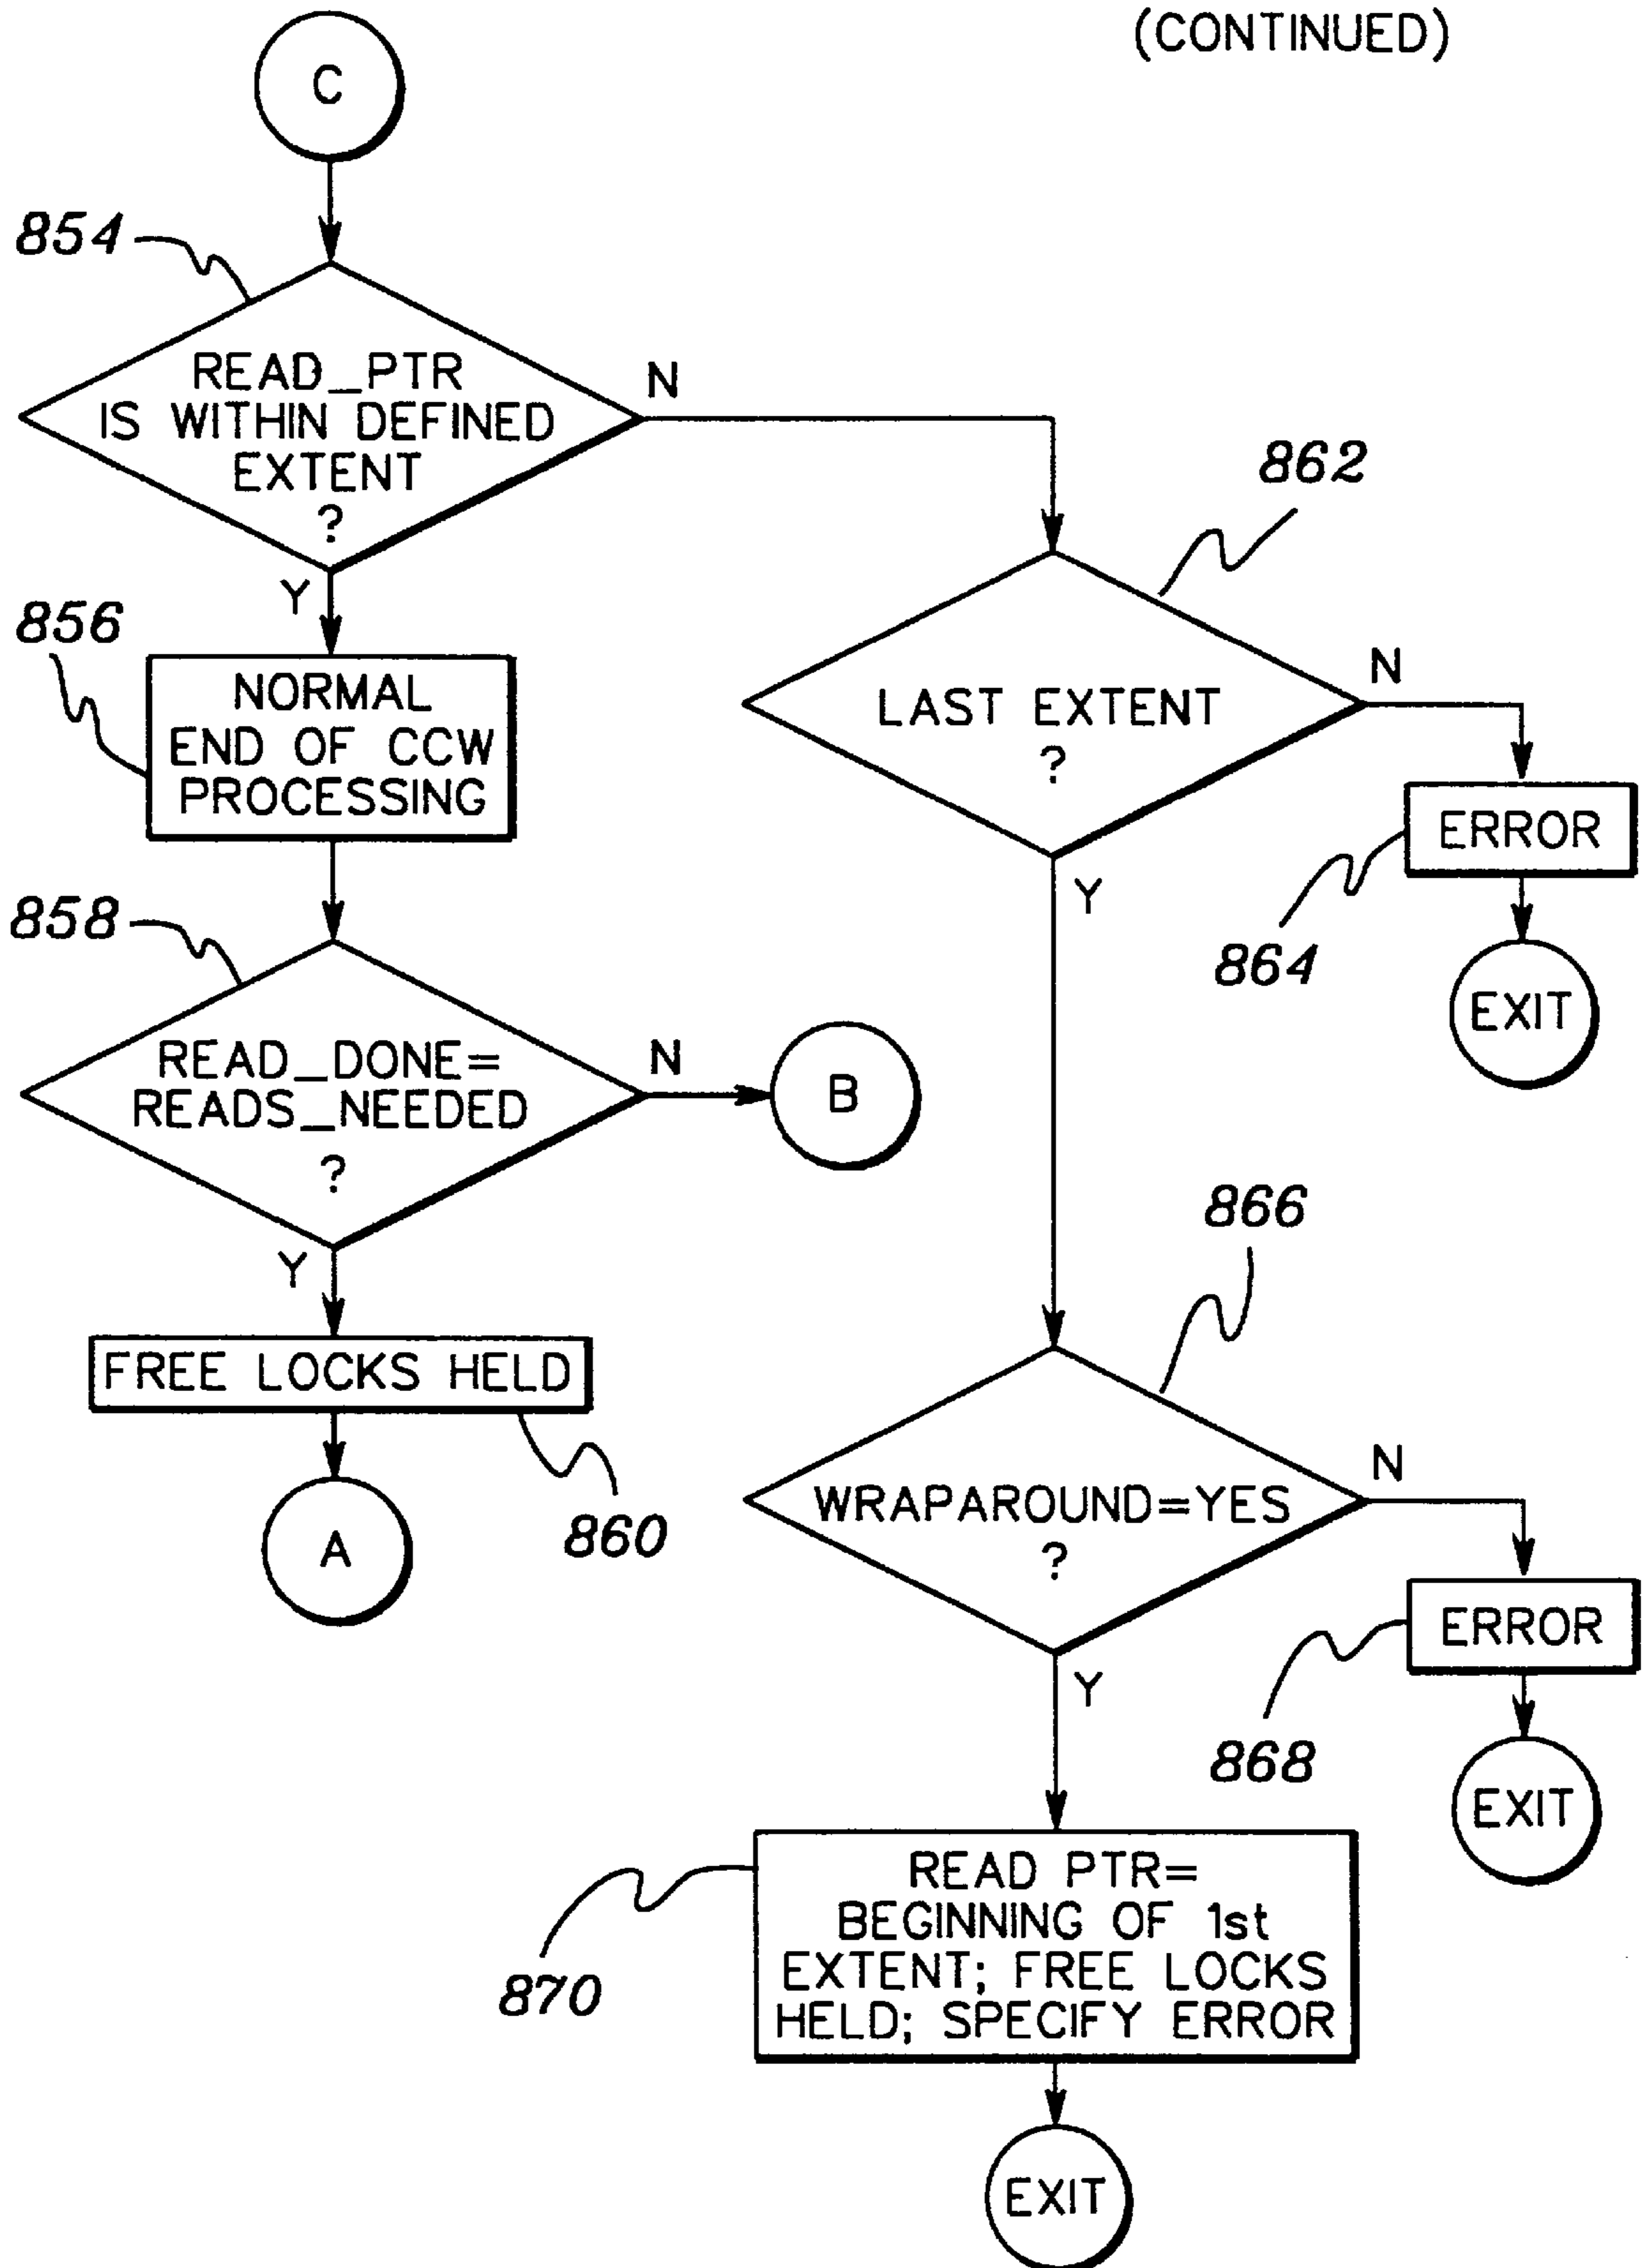 (CONTINUED)
C
854
READ_PTR
IS WITHIN DEFINED
EXTENT
?
N
Y
862
LAST EXTENT
?
N
Y
856
NORMAL
END OF CCW
PROCESSING
ERROR
864
EXIT
858
READ_DONE=
READS_NEEDED
?
N
B
Y
FREE LOCKS HELD
860
A
866
WRAPAROUND=YES
?
N
Y
ERROR
868
EXIT
READ PTR=
BEGINNING OF 1st
EXTENT; FREE LOCKS
HELD; SPECIFY ERROR
870
EXIT